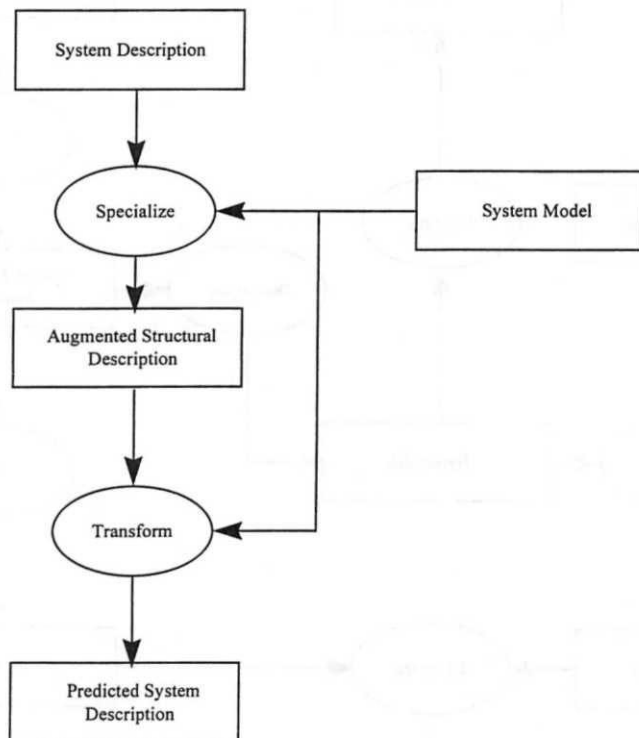 System Description
Specialize
System Model
Augmented Structural
Description
Transform
Predicted System
Description